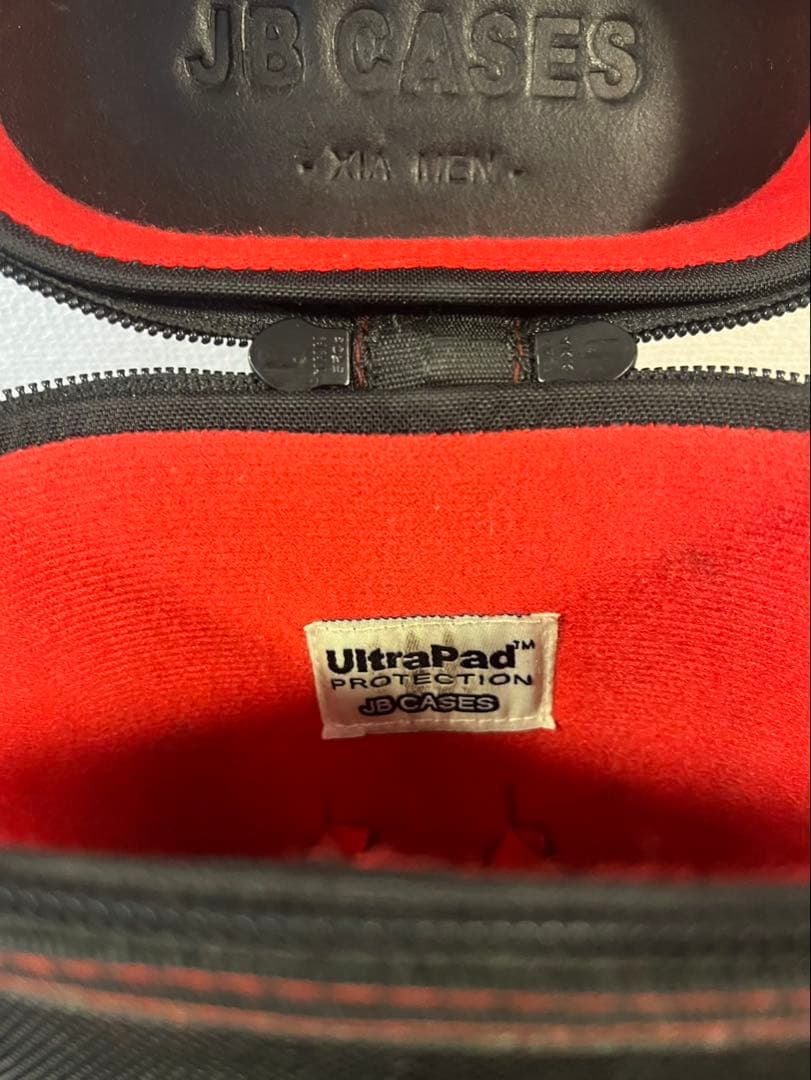 JB CASES
· XIA MEN ·
UltraPad™
PROTECTION
JB CASES